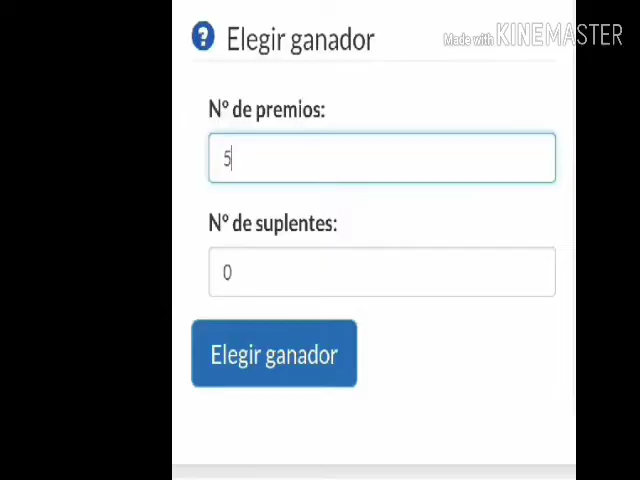 ? Elegir ganador
Made with KINEMASTER
Nº de premios:
5
Nº de suplentes:
0
Elegir ganador